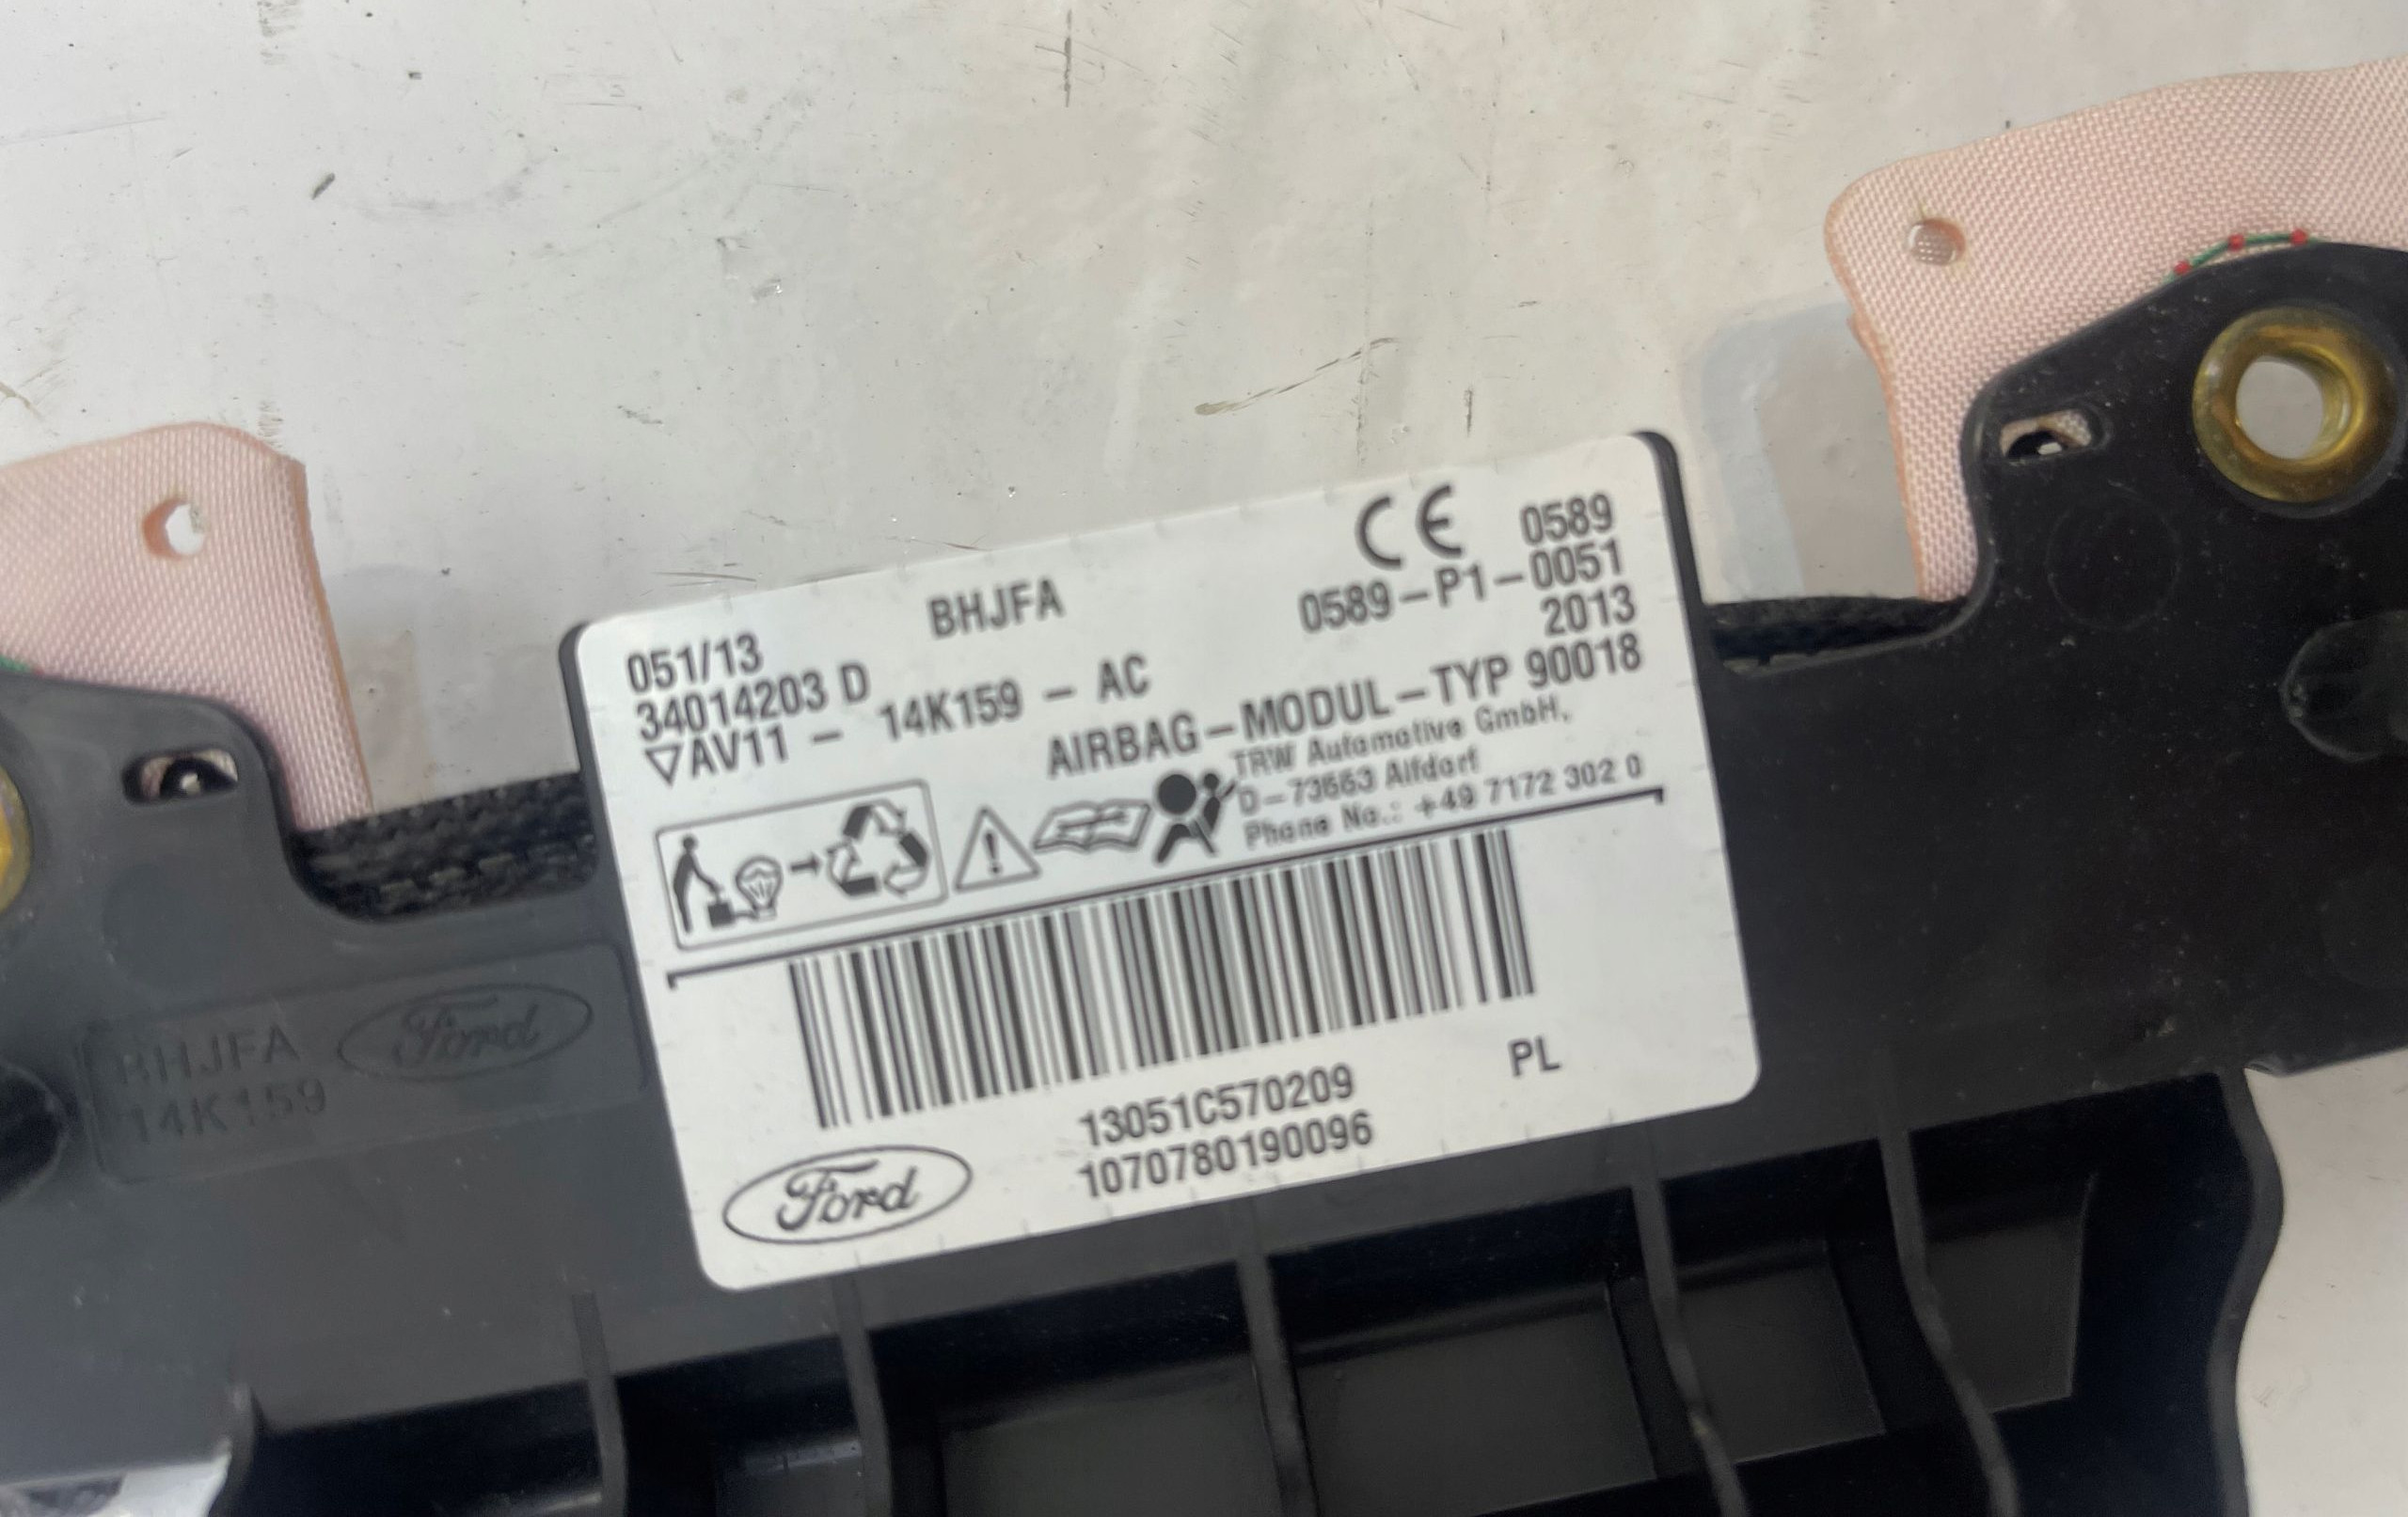 CE 0589
BHJFA 0589-P1-0051
051/13 2013
34014203 D AIRBAG-MODUL-TYP 90018
▽AV11 - 14K159 - AC
TRW Automotive GmbH,
D-73553 Alfdorf
Phone No.: +49 7172 302 0
13051C570209 PL
1070780190096
Ford
BHJFA Ford
14K159